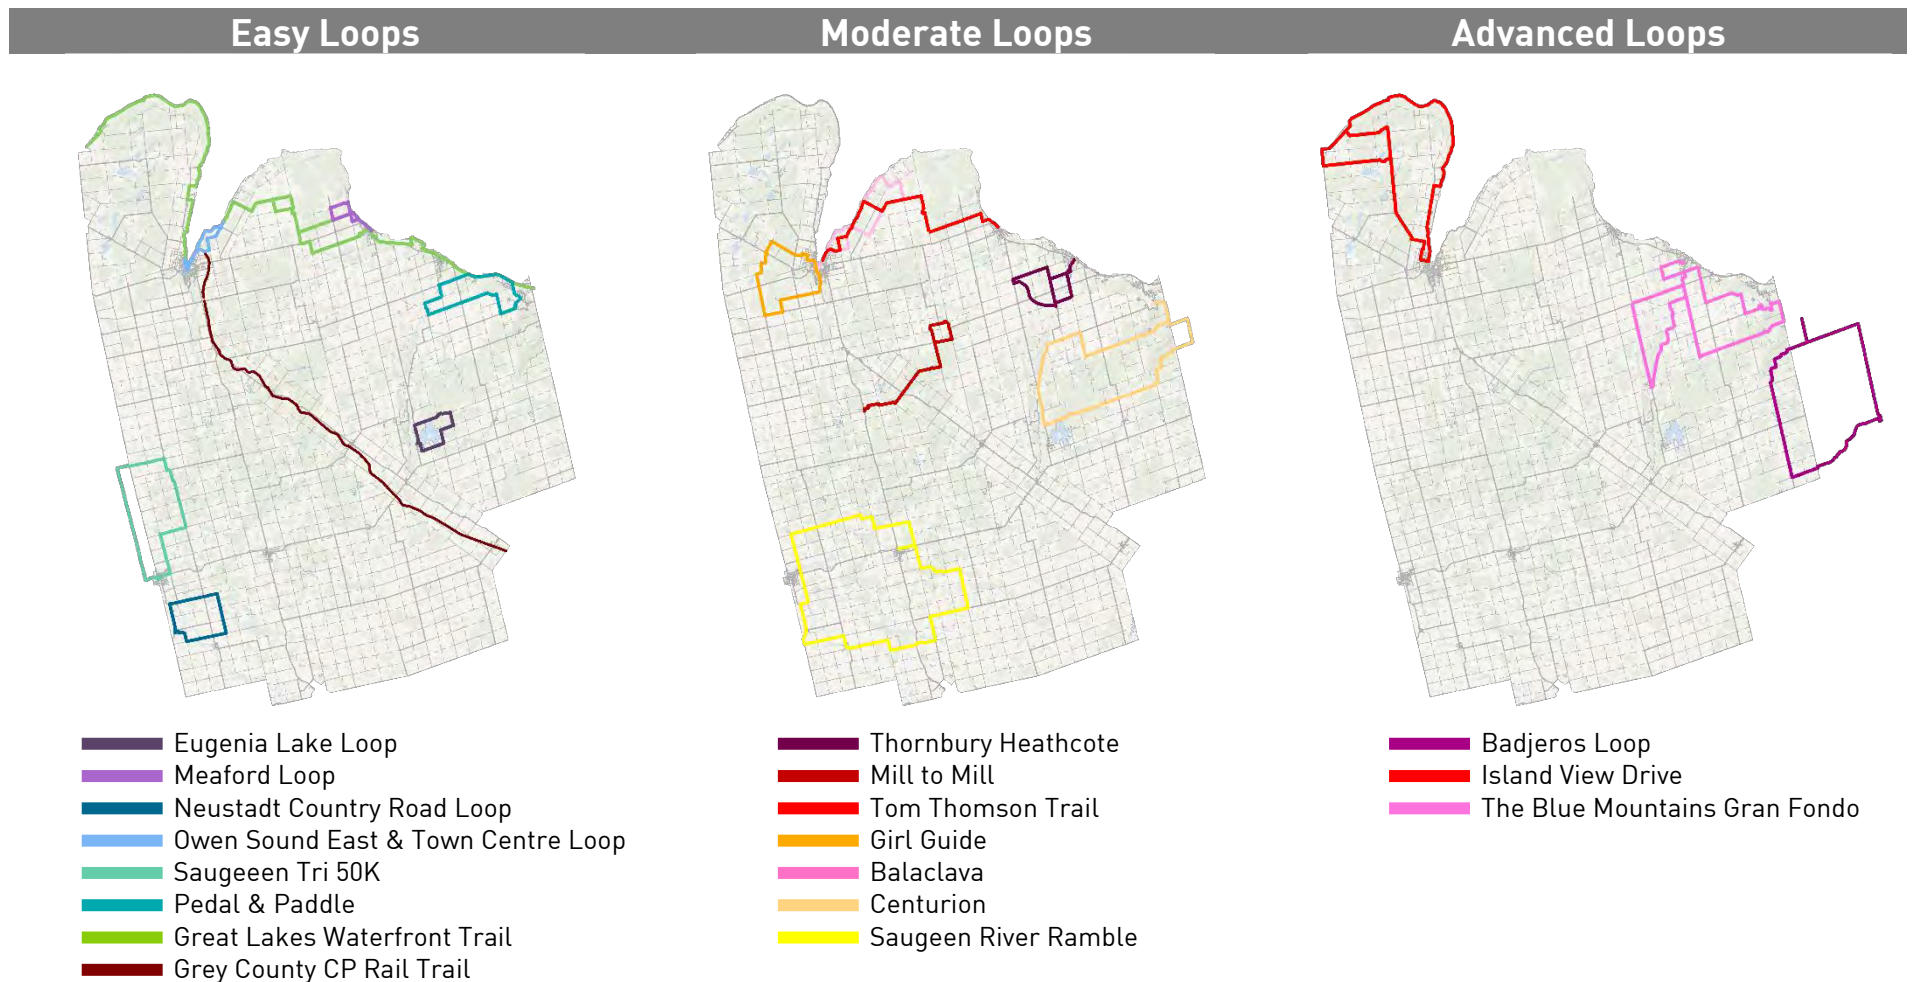 Easy Loops
Moderate Loops
Advanced Loops
Eugenia Lake Loop
Meaford Loop
Neustadt Country Road Loop
Owen Sound East & Town Centre Loop
Saugeeen Tri 50K
Pedal & Paddle
Great Lakes Waterfront Trail
Grey County CP Rail Trail
Thornbury Heathcote
Mill to Mill
Tom Thomson Trail
Girl Guide
Balaclava
Centurion
Saugeen River Ramble
Badjeros Loop
Island View Drive
The Blue Mountains Gran Fondo